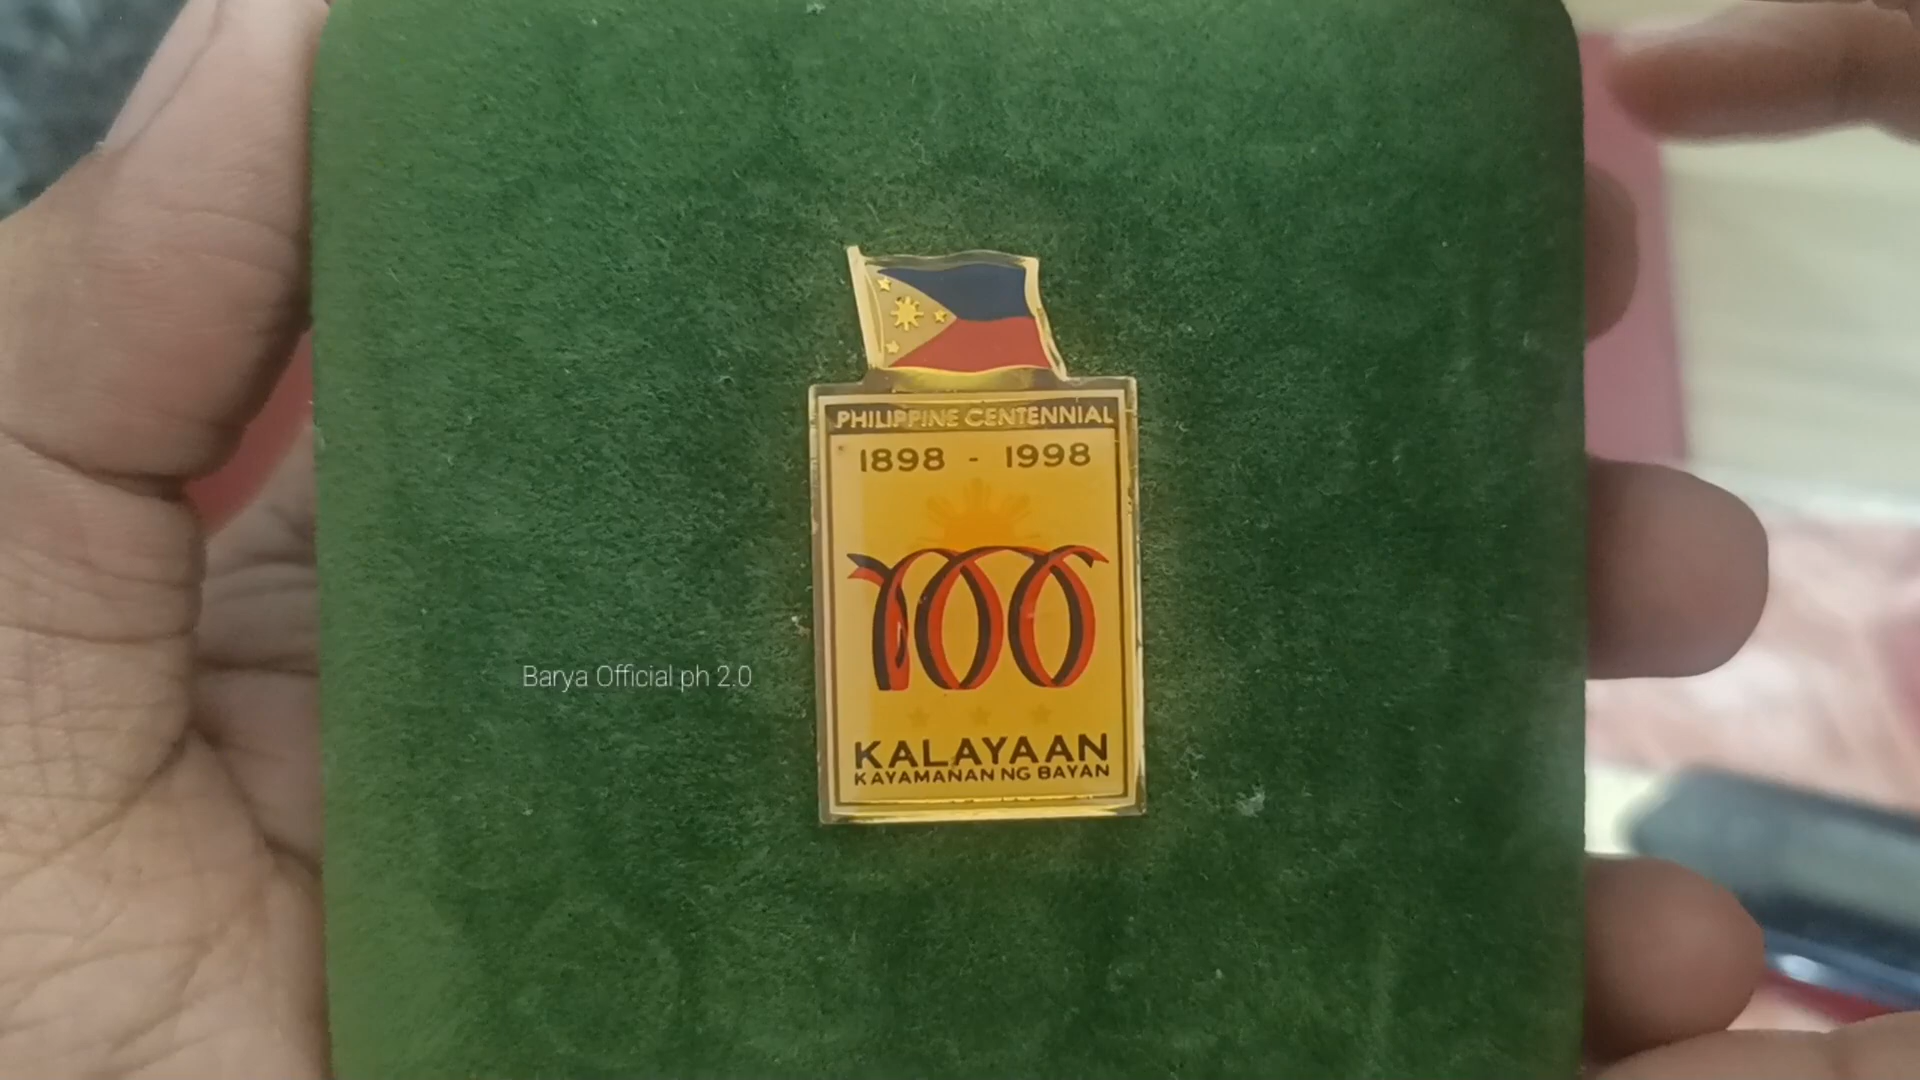 PHILIPPINE CENTENNIAL
1898 - 1998
100
KALAYAAN
KAYAMANAN NG BAYAN
Barya Official ph 2.0